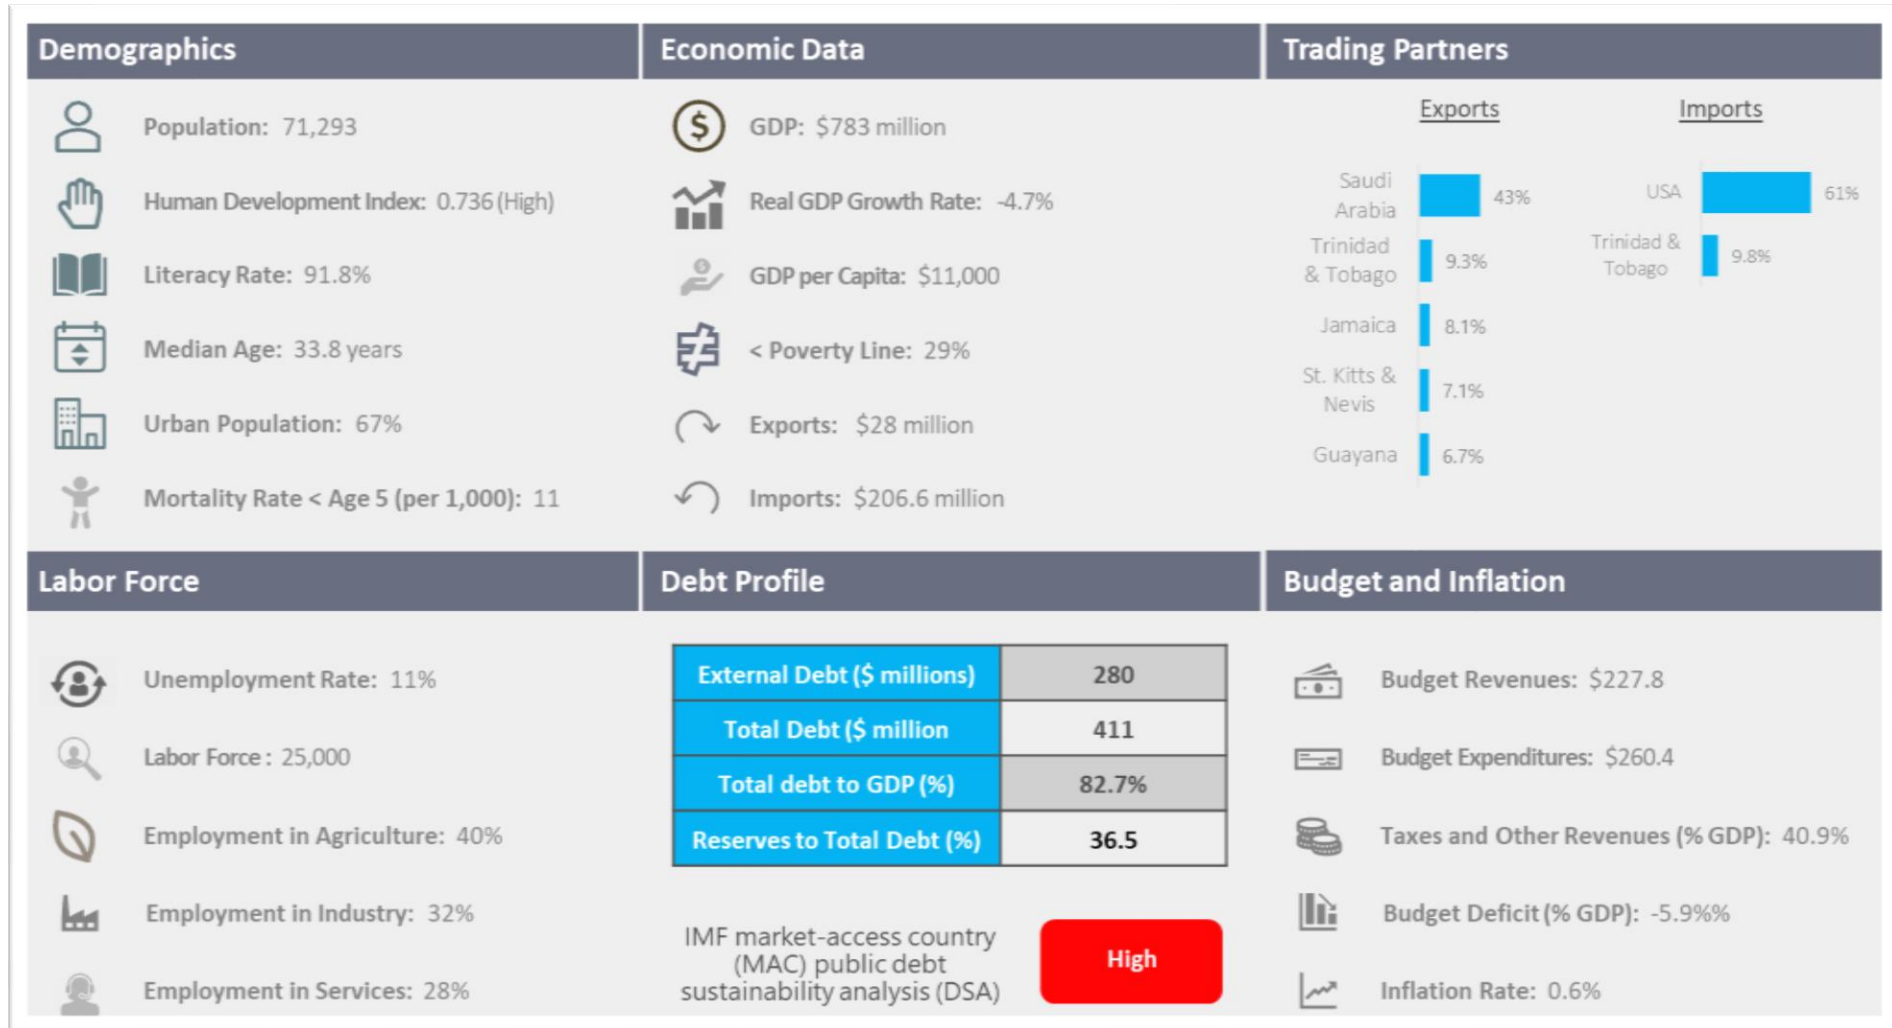 Demographics
Population: 71,293
Human Development Index: 0.736 (High)
Literacy Rate: 91.8%
Median Age: 33.8 years
Urban Population: 67%
Mortality Rate < Age 5 (per 1,000): 11
Economic Data
GDP: $783 million
Real GDP Growth Rate: -4.7%
GDP per Capita: $11,000
< Poverty Line: 29%
Exports: $28 million
Imports: $206.6 million
Trading Partners
Exports
Saudi
Arabia
43%
Trinidad
& Tobago
9.3%
Jamaica
8.1%
St. Kitts &
Nevis
7.1%
Guayana
6.7%
Imports
USA
61%
Trinidad &
Tobago
9.8%
Labor Force
Unemployment Rate: 11%
Labor Force : 25,000
Employment in Agriculture: 40%
Employment in Industry: 32%
Employment in Services: 28%
Debt Profile
External Debt ($ millions) 280
Total Debt ($ million 411
Total debt to GDP (%) 82.7%
Reserves to Total Debt (%) 36.5
IMF market-access country
(MAC) public debt
sustainability analysis (DSA)
High
Budget and Inflation
Budget Revenues: $227.8
Budget Expenditures: $260.4
Taxes and Other Revenues (% GDP): 40.9%
Budget Deficit (% GDP): -5.9%%
Inflation Rate: 0.6%